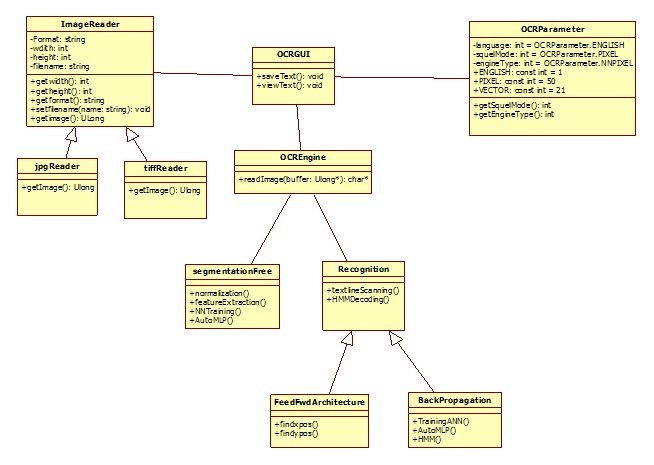 ImageReader
-Format: string
-wdith: int
-height: int
-filename: string
+getwidth(): int
+getheight(): int
+getformat(): string
+setfilename(name: string): void
+getimage(): ULong
OCRGUI
+saveText(): void
+viewText(): void
OCRParameter
-language: int = OCRParameter.ENGLISH
-squelMode: int = OCRParameter.PIXEL
-engineType: int = OCRParameter.NNPIXEL
+ENGLISH: const int = 1
+PIXEL: const int = 50
+VECTOR: const int = 21
+getSquelMode(): int
+getEngineType(): int
jpgReader
+getImage(): Ulong
tiffReader
+getImage(): Ulong
OCREngine
+readImage(buffer: Ulong*): char*
segmentationFree
+normalization()
+featureExtraction()
+NNTraining()
+AutoMLP()
Recognition
+textlineScanning()
+HMMDecoding()
FeedFwdArchitecture
+findxpos()
+findypos()
BackPropagation
+TrainingANN()
+AutoMLP()
+HMM()